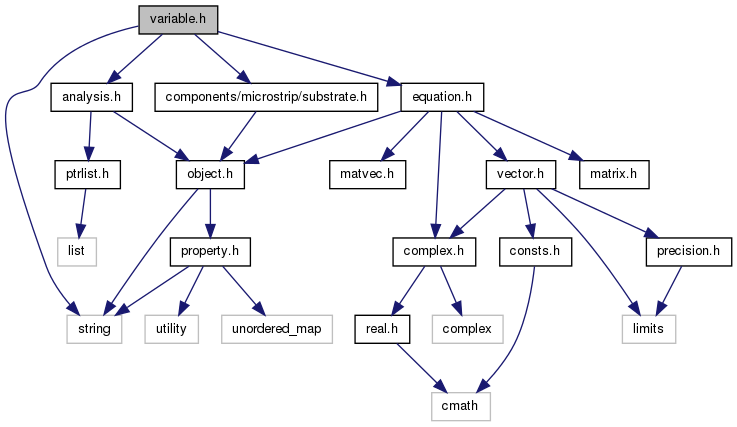 variable.h
analysis.h
components/microstrip/substrate.h
equation.h
ptrlist.h
object.h
matvec.h
vector.h
matrix.h
list
property.h
complex.h
consts.h
precision.h
string
utility
unordered_map
real.h
complex
limits
cmath